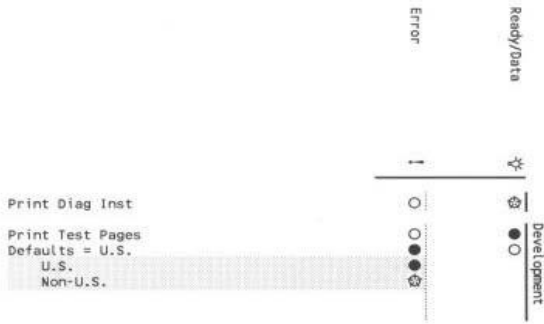 Error
Ready/Data
Print Diag Inst
Print Test Pages
Defaults = U.S.
U.S.
Non-U.S.
Development